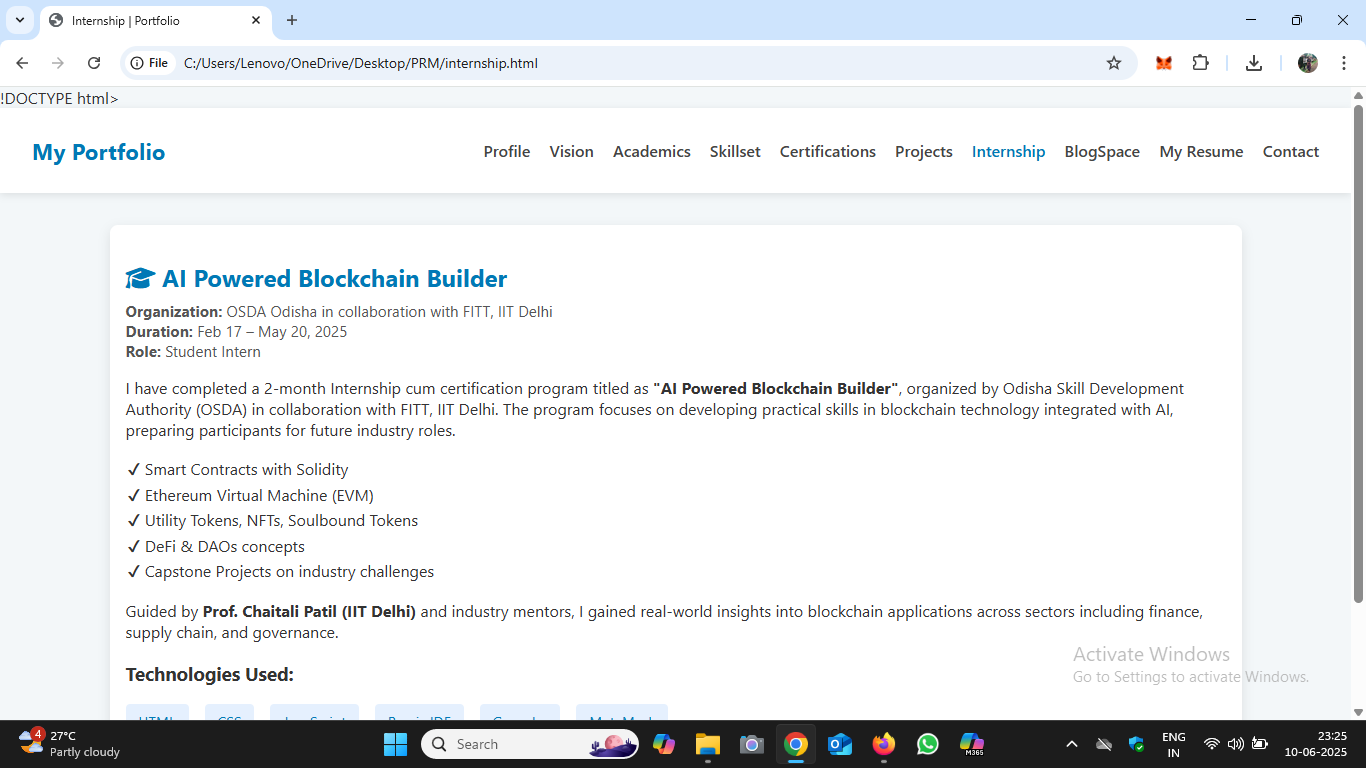 Internship | Portfolio
File C:/Users/Lenovo/OneDrive/Desktop/PRM/internship.html
!DOCTYPE html>
My Portfolio Profile Vision Academics Skillset Certifications Projects Internship BlogSpace My Resume Contact
AI Powered Blockchain Builder
Organization: OSDA Odisha in collaboration with FITT, IIT Delhi
Duration: Feb 17 – May 20, 2025
Role: Student Intern
I have completed a 2-month Internship cum certification program titled as "AI Powered Blockchain Builder", organized by Odisha Skill Development
Authority (OSDA) in collaboration with FITT, IIT Delhi. The program focuses on developing practical skills in blockchain technology integrated with AI,
preparing participants for future industry roles.
✓ Smart Contracts with Solidity
✓ Ethereum Virtual Machine (EVM)
✓ Utility Tokens, NFTs, Soulbound Tokens
✓ DeFi & DAOs concepts
✓ Capstone Projects on industry challenges
Guided by Prof. Chaitali Patil (IIT Delhi) and industry mentors, I gained real-world insights into blockchain applications across sectors including finance,
supply chain, and governance.
Technologies Used:
HTML CSS JavaScript Remix IDE Ganache MetaMask
Activate Windows
Go to Settings to activate Windows.
4
27°C
Partly cloudy
Search
M365
ENG
IN
23:25
10-06-2025